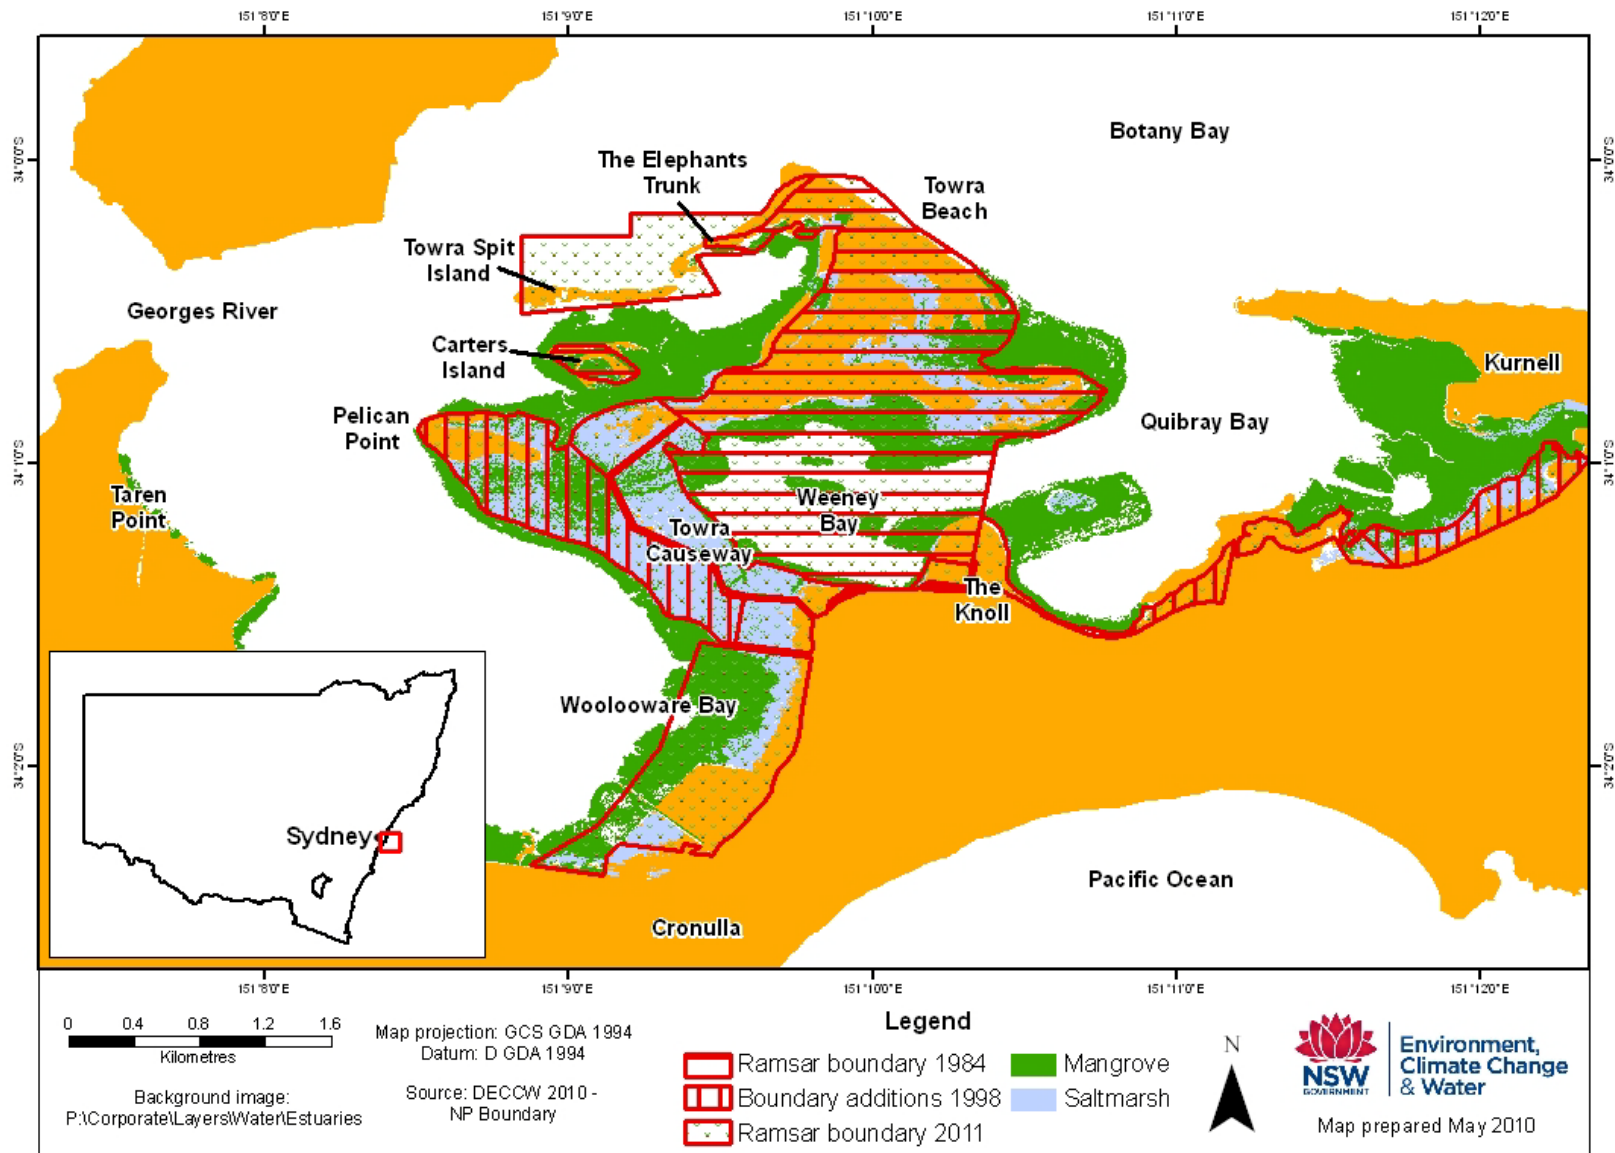 151°8'0"E
151°9'0"E
151°10'0"E
151°11'0"E
151°12'0"E
34°0'0"S
34°0'0"S
Botany Bay
The Elephants
Trunk
Towra
Beach
Towra Spit
Island
Georges River
Carters
Island
Kurnell
Pelican
Point
Quibray Bay
34°1'0"S
34°1'0"S
Taren
Point
Weeney
Bay
Towra
Causeway
The
Knoll
Woolooware Bay
34°2'0"S
34°2'0"S
Sydney
Pacific Ocean
Cronulla
151°8'0"E
151°9'0"E
151°10'0"E
151°11'0"E
151°12'0"E
0 0.4 0.8 1.2 1.6
Kilometres
Background image:
P:\Corporate\Layers\Water\Estuaries
Map projection: GCS GDA 1994
Datum: D GDA 1994
Source: DECCW 2010 -
NP Boundary
Legend
Ramsar boundary 1984
Boundary additions 1998
Ramsar boundary 2011
Mangrove
Saltmarsh
N
NSW
GOVERNMENT
Environment,
Climate Change
& Water
Map prepared May 2010